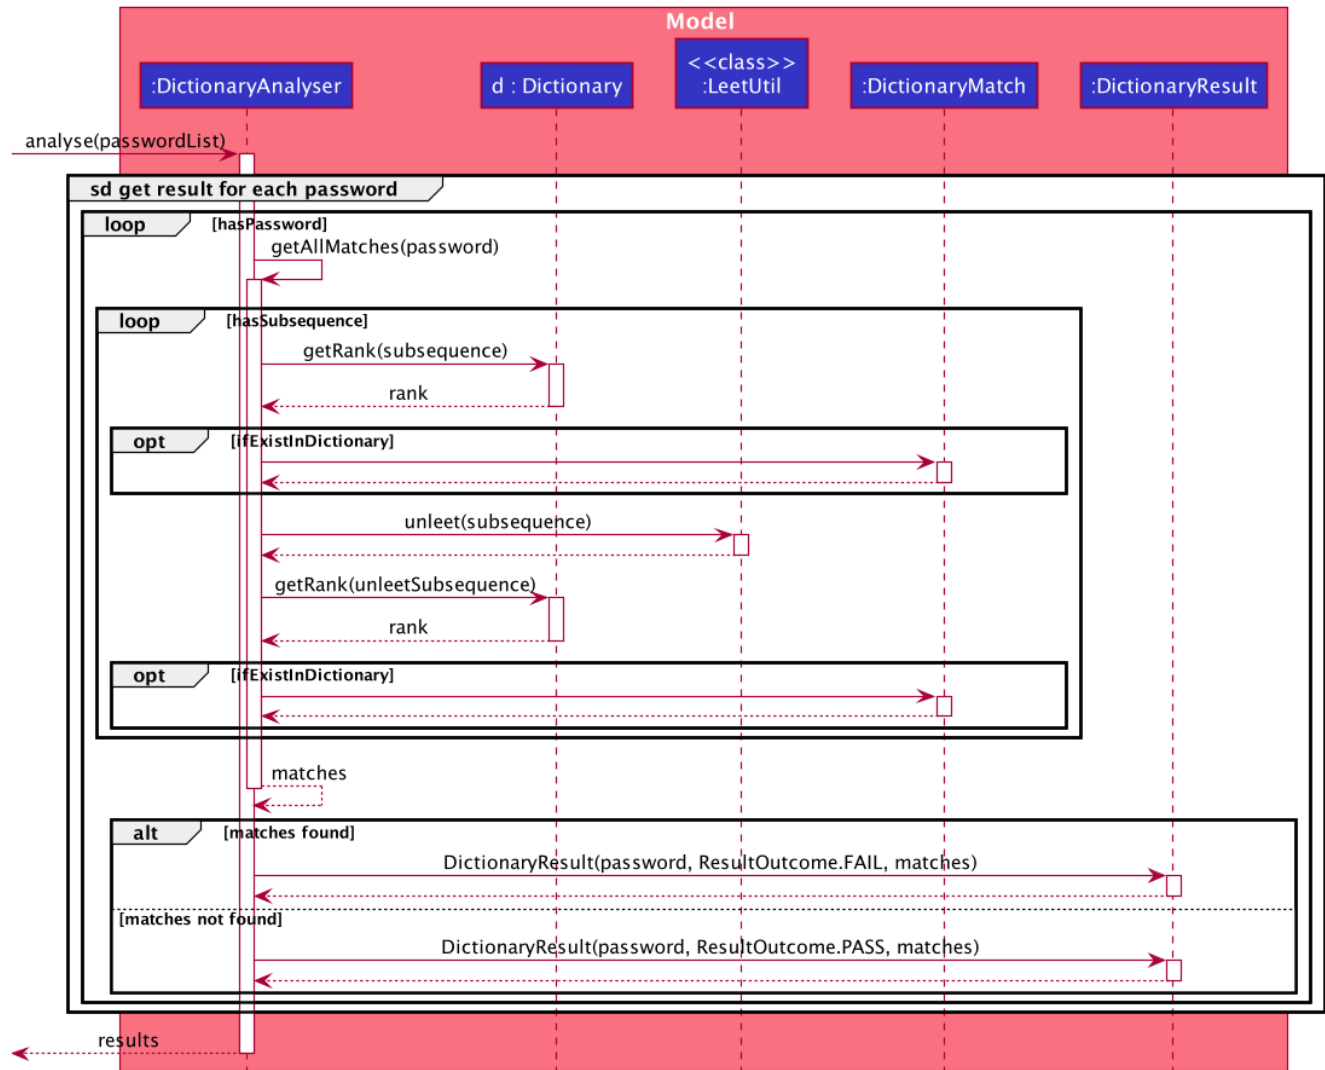 Model
:DictionaryAnalyser
d : Dictionary
<<class>>
:LeetUtil
:DictionaryMatch
:DictionaryResult
analyse(passwordList)
sd get result for each password
loop [hasPassword]
getAllMatches(password)
loop [hasSubsequence]
getRank(subsequence)
rank
opt [ifExistInDictionary]
unleet(subsequence)
getRank(unleetSubsequence)
rank
opt [ifExistInDictionary]
matches
alt [matches found]
DictionaryResult(password, ResultOutcome.FAIL, matches)
[matches not found]
DictionaryResult(password, ResultOutcome.PASS, matches)
results